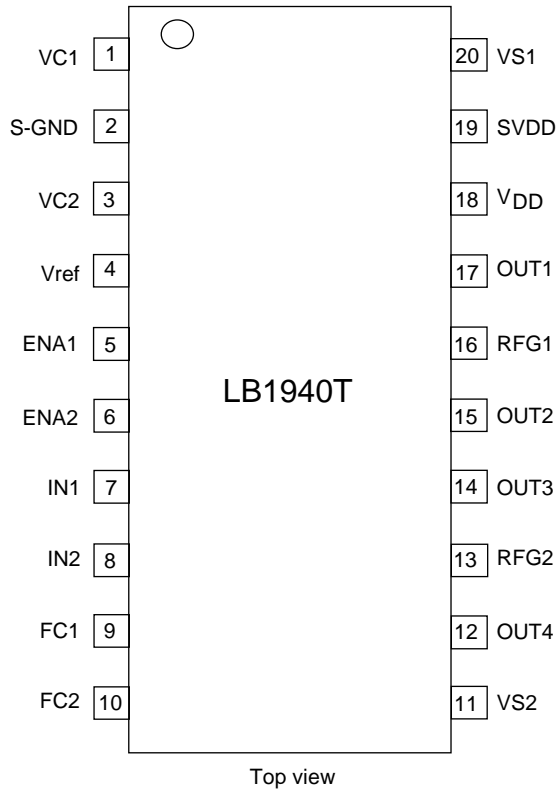 VC1 1 20 VS1
S-GND 2 19 SVDD
VC2 3 18 VDD
Vref 4 17 OUT1
ENA1 5 16 RFG1
ENA2 6 15 OUT2
LB1940T
IN1 7 14 OUT3
IN2 8 13 RFG2
FC1 9 12 OUT4
FC2 10 11 VS2
Top view